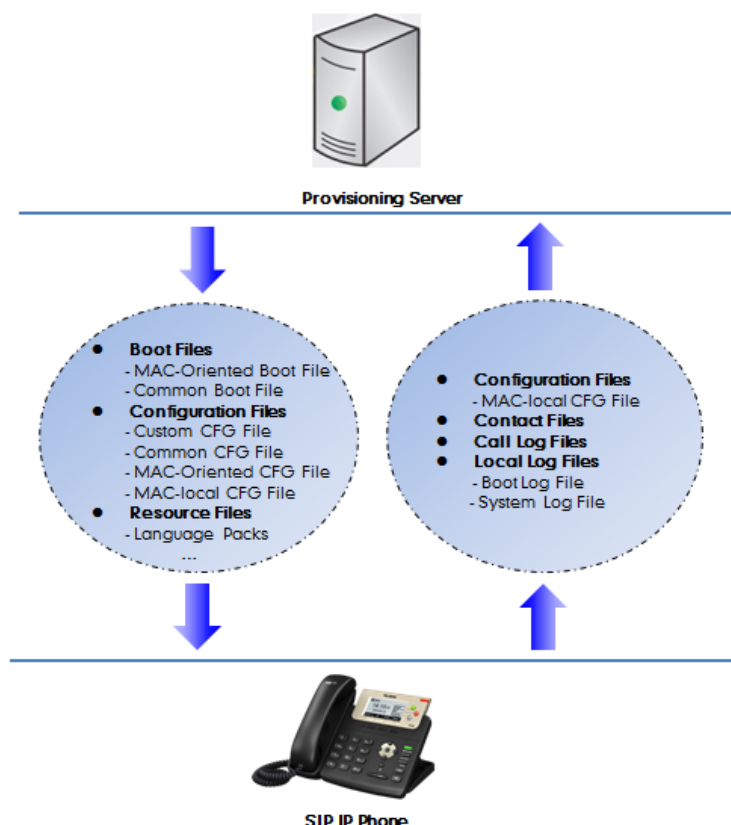 Provisioning Server
● Boot Files
- MAC-Oriented Boot File
- Common Boot File
● Configuration Files
- Custom CFG File
- Common CFG File
- MAC-Oriented CFG File
- MAC-local CFG File
● Resource Files
- Language Packs
...
● Configuration Files
- MAC-local CFG File
● Contact Files
● Call Log Files
● Local Log Files
- Boot Log File
- System Log File
SIP IP Phone